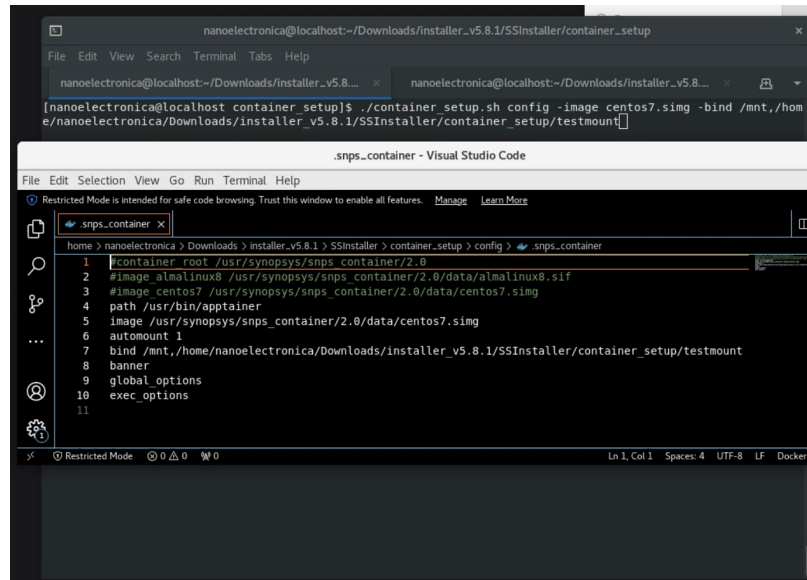 nanoelectronica@localhost:~/Downloads/installer_v5.8.1/SSInstaller/container_setup
File Edit View Search Terminal Tabs Help
nanoelectronica@localhost:~/Downloads/installer_v5.8.... × nanoelectronica@localhost:~/Downloads/installer_v5.8.... ×
[nanoelectronica@localhost container_setup]$ ./container_setup.sh config -image centos7.simg -bind /mnt,/hom
e/nanoelectronica/Downloads/installer_v5.8.1/SSInstaller/container_setup/testmount
.snps_container - Visual Studio Code
File Edit Selection View Go Run Terminal Help
Restricted Mode is intended for safe code browsing. Trust this window to enable all features. Manage Learn More
.snps_container ×
home > nanoelectronica > Downloads > installer_v5.8.1 > SSInstaller > container_setup > config > .snps_container
1 #container_root /usr/synopsys/snps_container/2.0
2 #image_almalinux8 /usr/synopsys/snps_container/2.0/data/almalinux8.sif
3 #image_centos7 /usr/synopsys/snps_container/2.0/data/centos7.simg
4 path /usr/bin/apptainer
5 image /usr/synopsys/snps_container/2.0/data/centos7.simg
6 automount 1
7 bind /mnt,/home/nanoelectronica/Downloads/installer_v5.8.1/SSInstaller/container_setup/testmount
8 banner
9 global_options
10 exec_options
11
1
Restricted Mode 0 0 0 Ln 1, Col 1 Spaces: 4 UTF-8 LF Docker